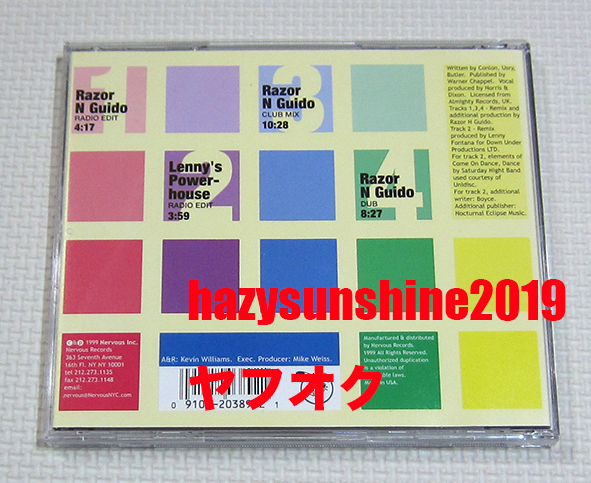 1
Razor
N Guido
RADIO EDIT
4:17
3
Razor
N Guido
CLUB MIX
10:28
2
Lenny's
Power-
house
RADIO EDIT
3:59
4
Razor
N Guido
DUB
8:27
Written by Conlon, Usry,
Butler. Published by
Warner Chappel. Vocal
produced by Norris &
Dixon. Licensed from
Almighty Records, UK.
Tracks 1,3,4 - Remix and
additional production by
Razor N Guido.
Track 2 - Remix
produced by Lenny
Fontana for Down Under
Productions LTD.
For track 2, elements of
Come On Dance, Dance
by Saturday Night Band
used courtesy of
Unidisc.
For track 2, additional
writer: Boyce.
Additional publisher:
Nocturnal Eclipse Music.
hazysunshine2019
1999 Nervous Inc.
Nervous Records
363 Seventh Avenue
16th Fl. NY NY 10001
tel 212.273.1135
fax 212.273.1148
email:
nervous@NervousNYC.com
A&R: Kevin Williams. Exec. Producer: Mike Weiss.
Manufactured & distributed
by Nervous Records.
1999 All Rights Reserved.
Unauthorized duplication
is a violation of
laws.
Made in USA.
ヤフオク